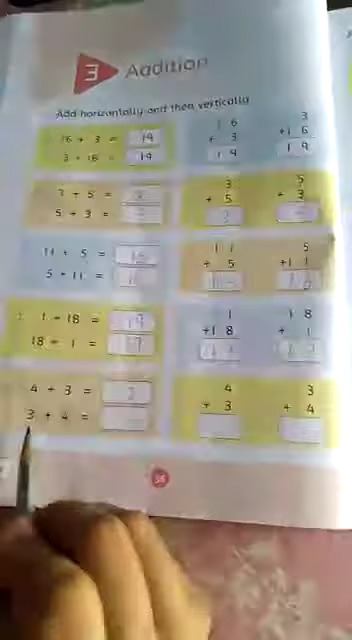 3 Addition
Add horizontally and then vertically
16 + 3 = 19
3 + 16 = 19
1 6
+ 3
1 9
3
+1 6
1 9
3 + 5 =
5 + 3 =
3
+ 5
5
+ 3
11 + 5 =
5 + 11 =
1 1
+ 5
5
+1 1
1 + 18 = 19
18 + 1 = 19
1
+1 8
1 8
+ 1
4 + 3 =
3 + 4 =
4
+ 3
3
+ 4